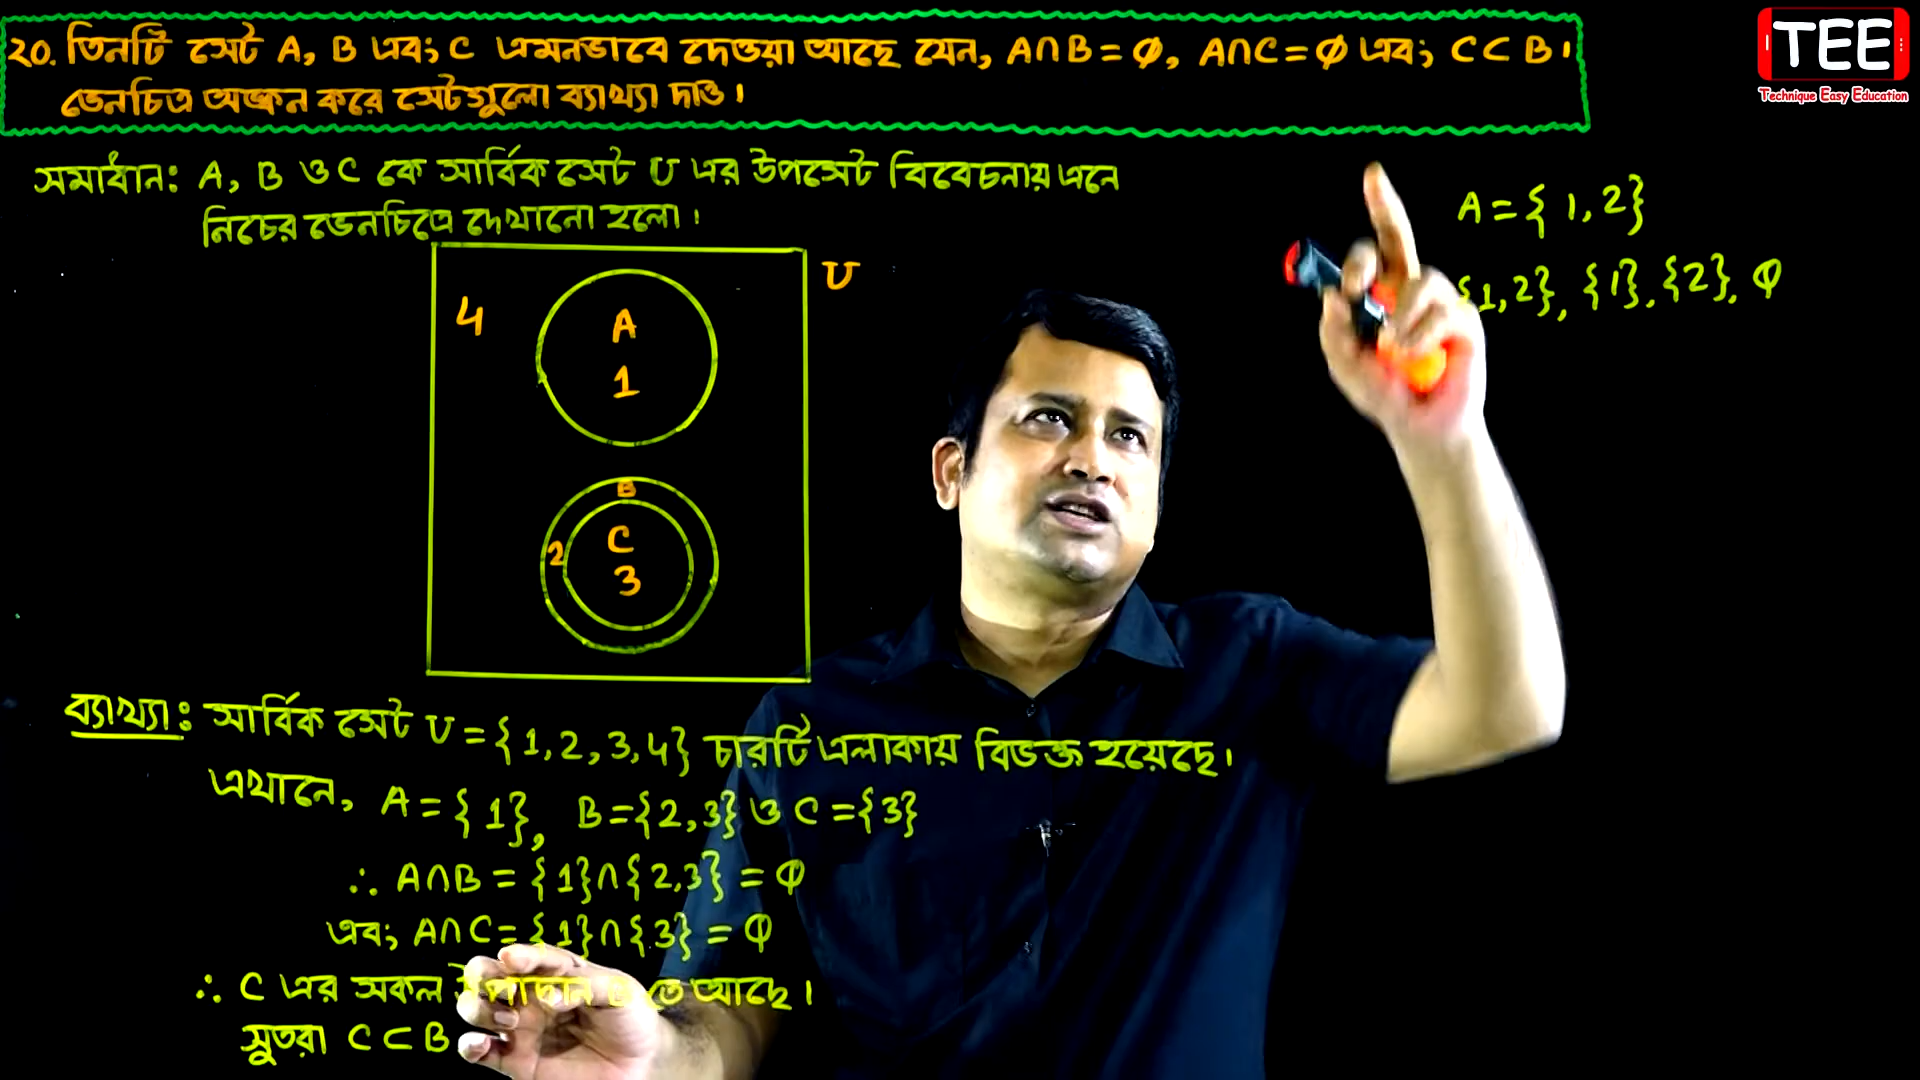 ২০. তিনটি সেট A, B এবং C এমনভাবে দেওয়া আছে যেন, A∩B=φ, A∩C=φ এবং C⊂B।
ভেনচিত্র অঙ্কন করে সেটগুলো ব্যাখ্যা দাও।
TEE
Technique Easy Education
সমাধান: A, B ও C কে সার্বিক সেট U এর উপসেট বিবেচনায় এনে
নিচের ভেনচিত্রে দেখানো হলো।
A={1,2}
{1,2}, {1}, {2}, φ
U
4
A
1
B
C
2
3
ব্যাখ্যা: সার্বিক সেট U={1,2,3,4} চারটি এলাকায় বিভক্ত হয়েছে।
এখানে, A={1}, B={2,3} ও C={3}
∴ A∩B={1}∩{2,3}=φ
এবং A∩C={1}∩{3}=φ
∴ C এর সকল তে আছে।
সুতরা C⊂B